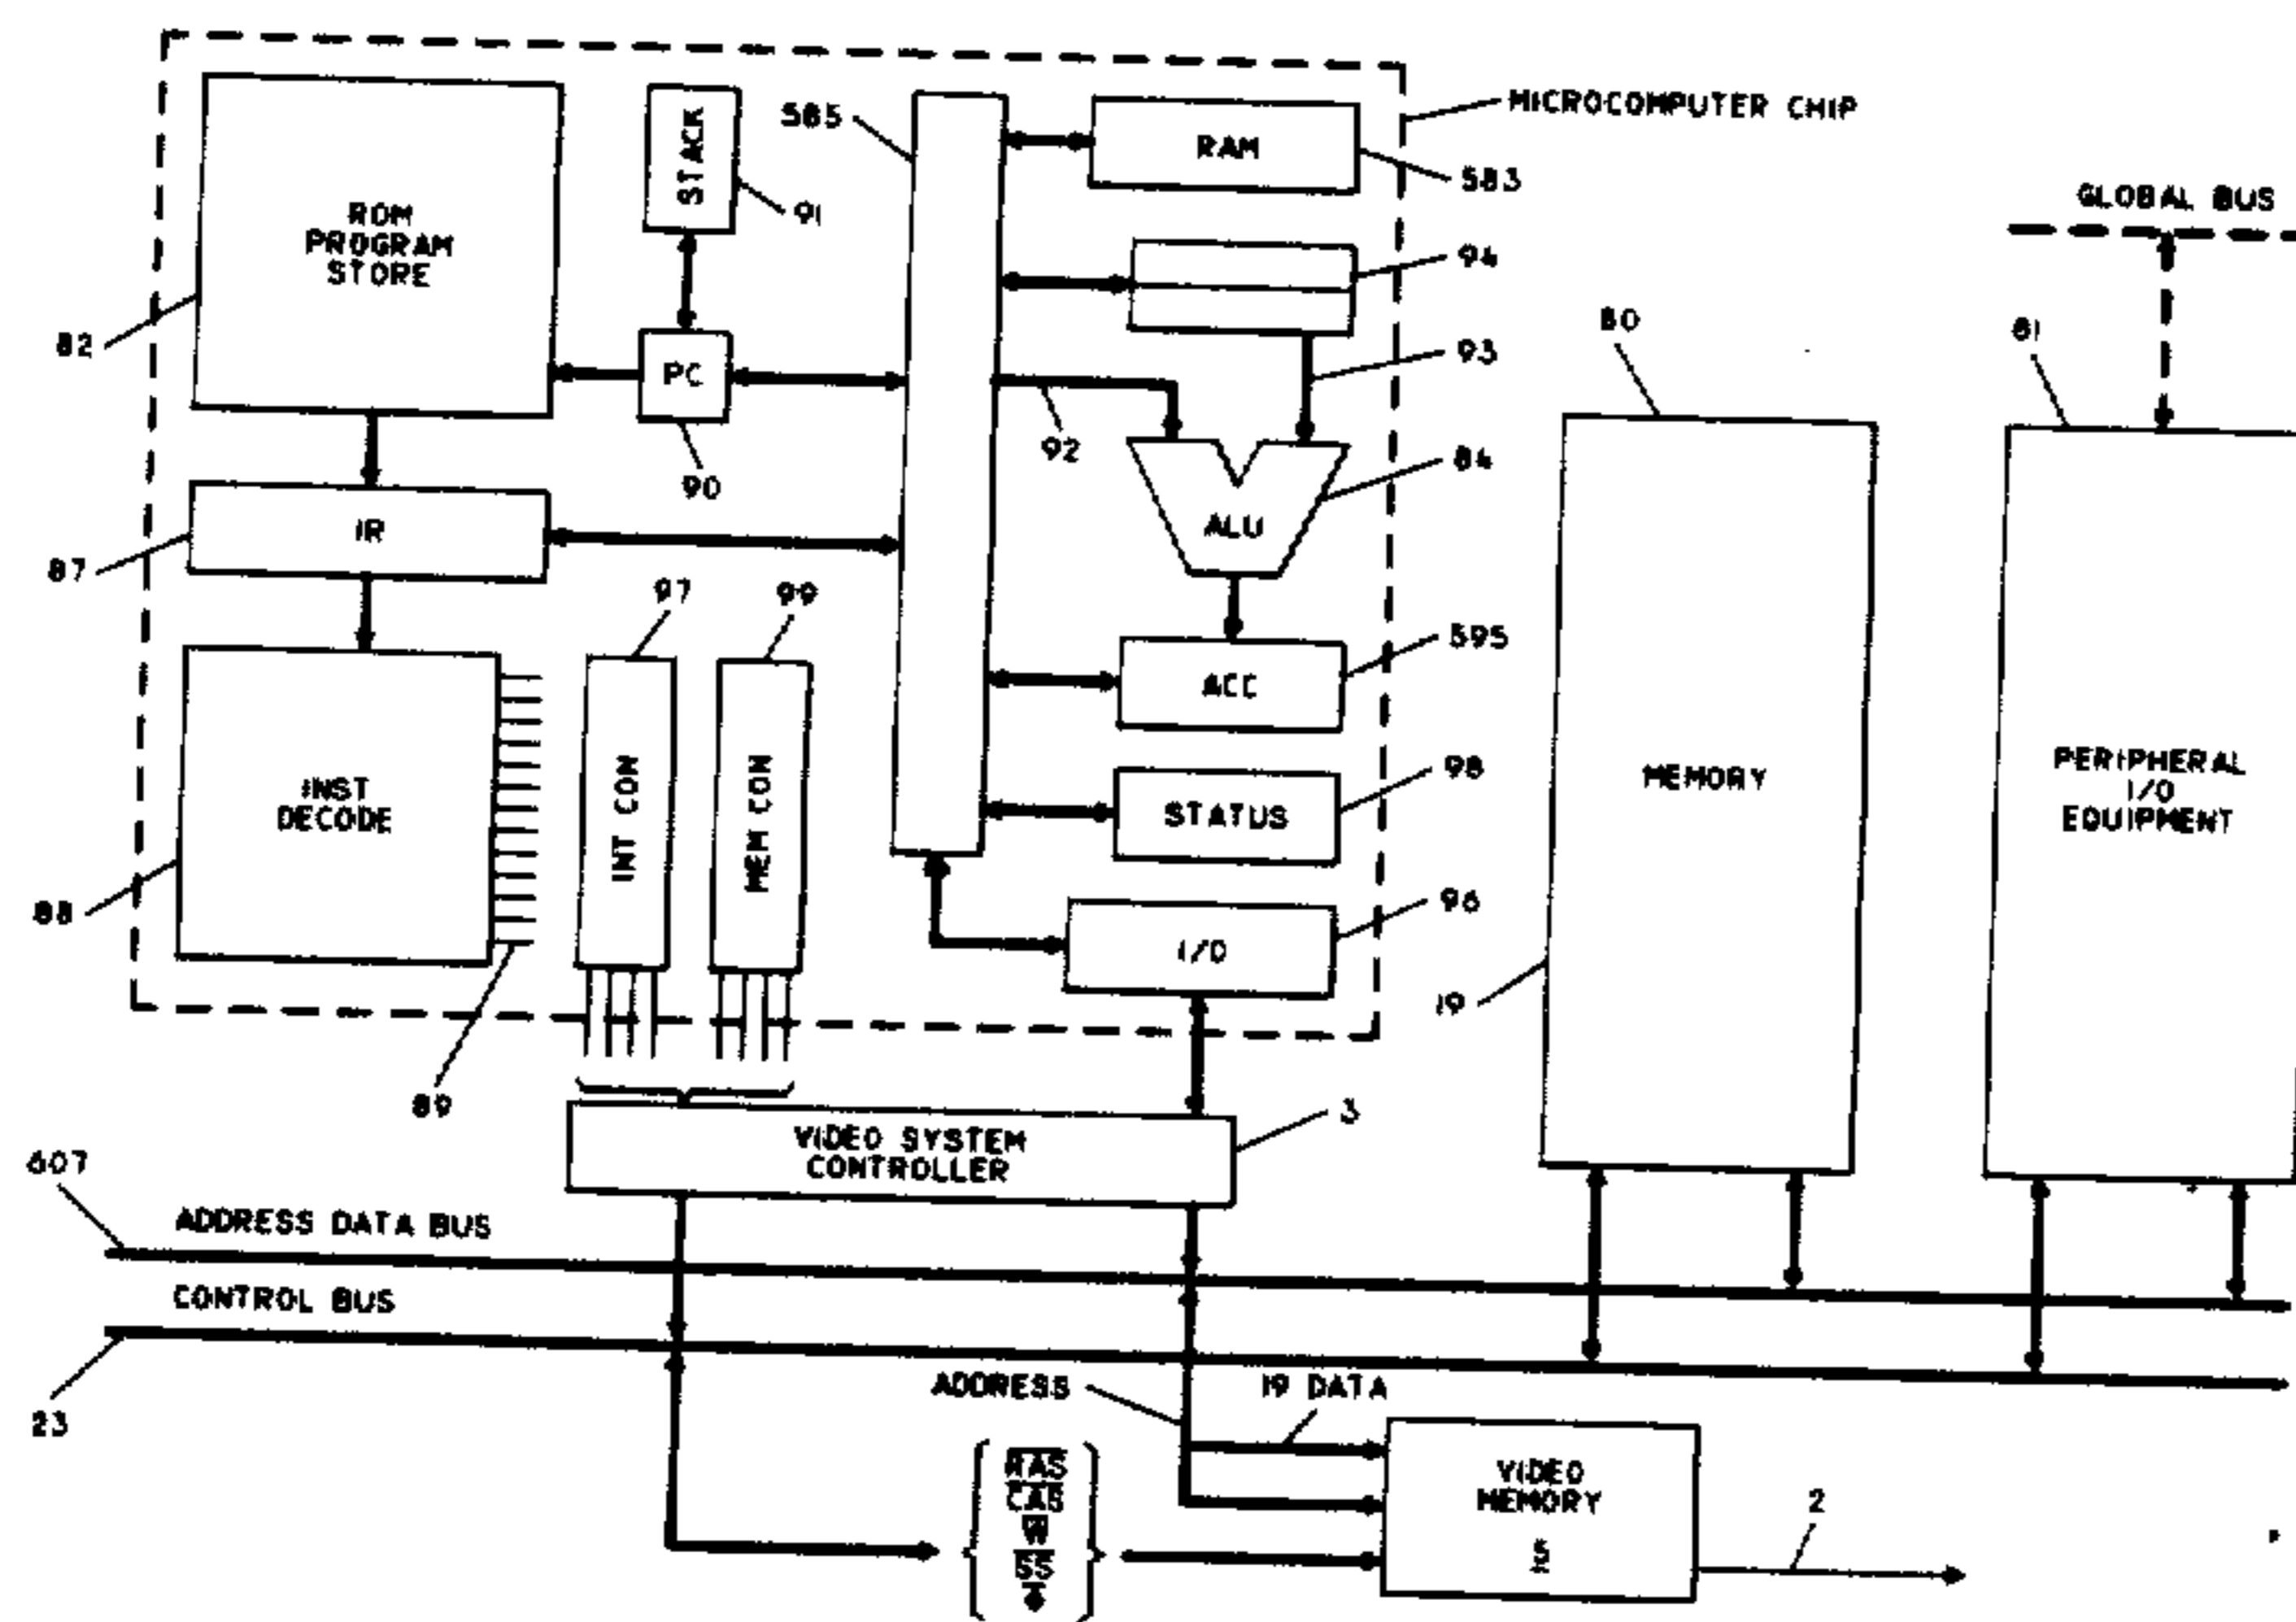 MICROCOMPUTER CHIP
585
STACK
RAM
583
91
ROM
PROGRAM
STORE
GLOBAL BUS
94
82
PC
93
80
81
92
90
84
IR
ALU
87
97
99
595
ACC
INST
DECODE
INT CON
MEM CON
98
STATUS
MEMORY
PERIPHERAL
I/O
EQUIPMENT
88
96
I/O
19
89
3
VIDEO SYSTEM
CONTROLLER
607
ADDRESS DATA BUS
CONTROL BUS
23
ADDRESS
19 DATA
RAS
CAS
W
SS
VIDEO
MEMORY
2